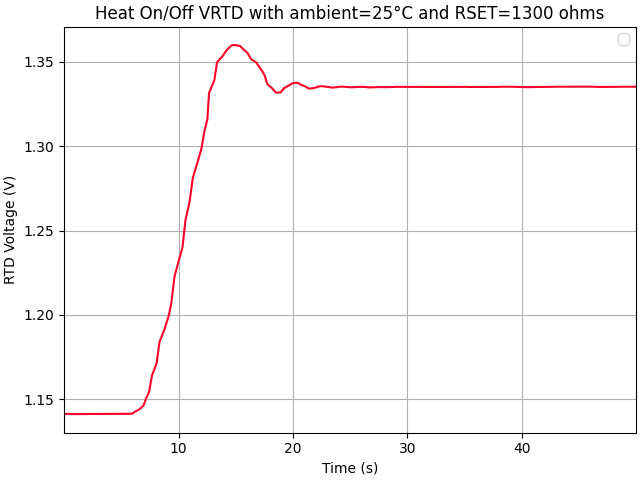 Heat On/Off VRTD with ambient=25°C and RSET=1300 ohms
1.35
1.30
1.25
1.20
1.15
RTD Voltage (V)
10 20 30 40
Time (s)